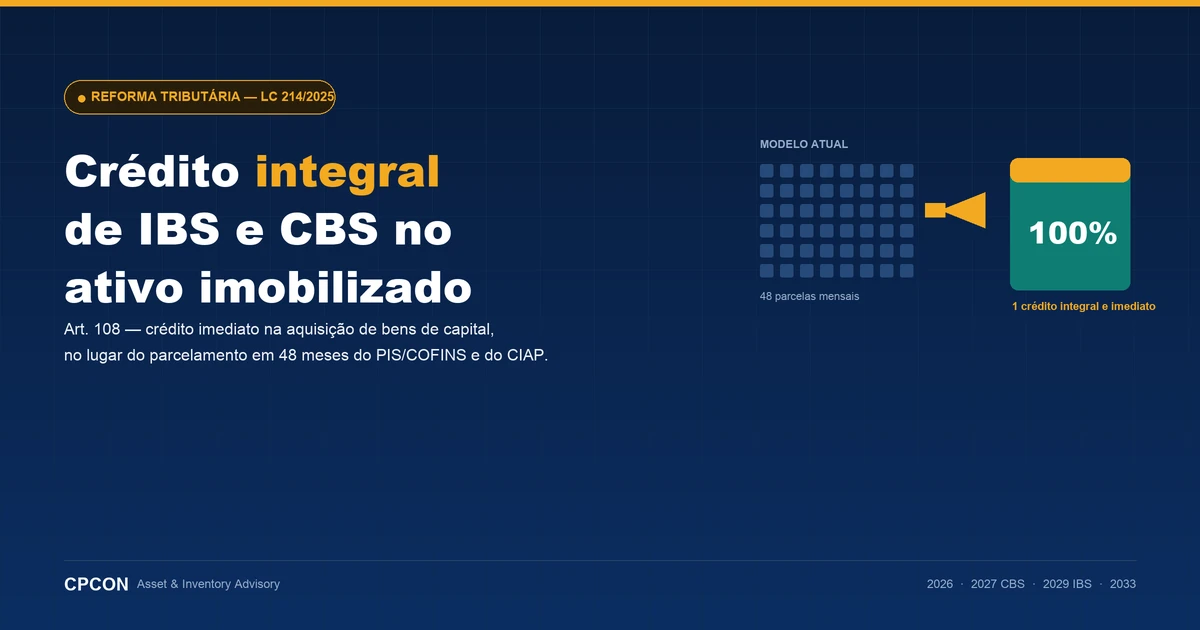 REFORMA TRIBUTÁRIA — LC 214/2025
Crédito integral
de IBS e CBS no
ativo imobilizado
Art. 108 — crédito imediato na aquisição de bens de capital,
no lugar do parcelamento em 48 meses do PIS/COFINS e do CIAP.
MODELO ATUAL
48 parcelas mensais
100%
1 crédito integral e imediato
CPCON Asset & Inventory Advisory
2026 · 2027 CBS · 2029 IBS · 2033